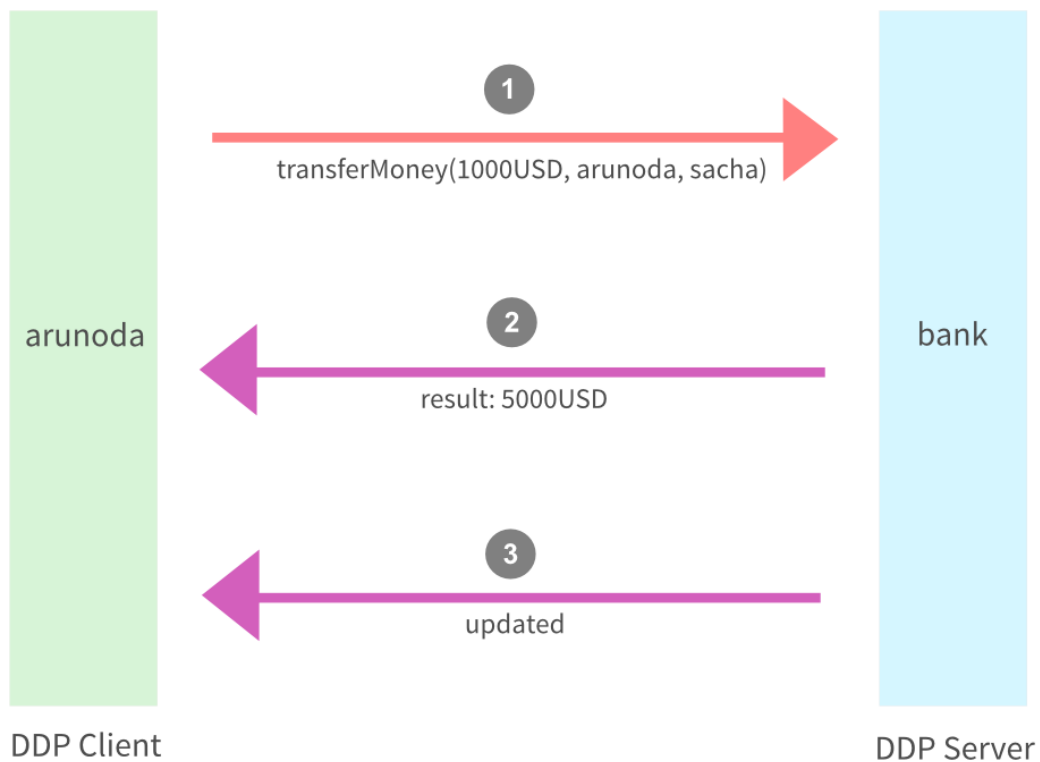 1
transferMoney(1000USD, arunoda, sacha)
2
arunoda
bank
result: 5000USD
3
updated
DDP Client
DDP Server